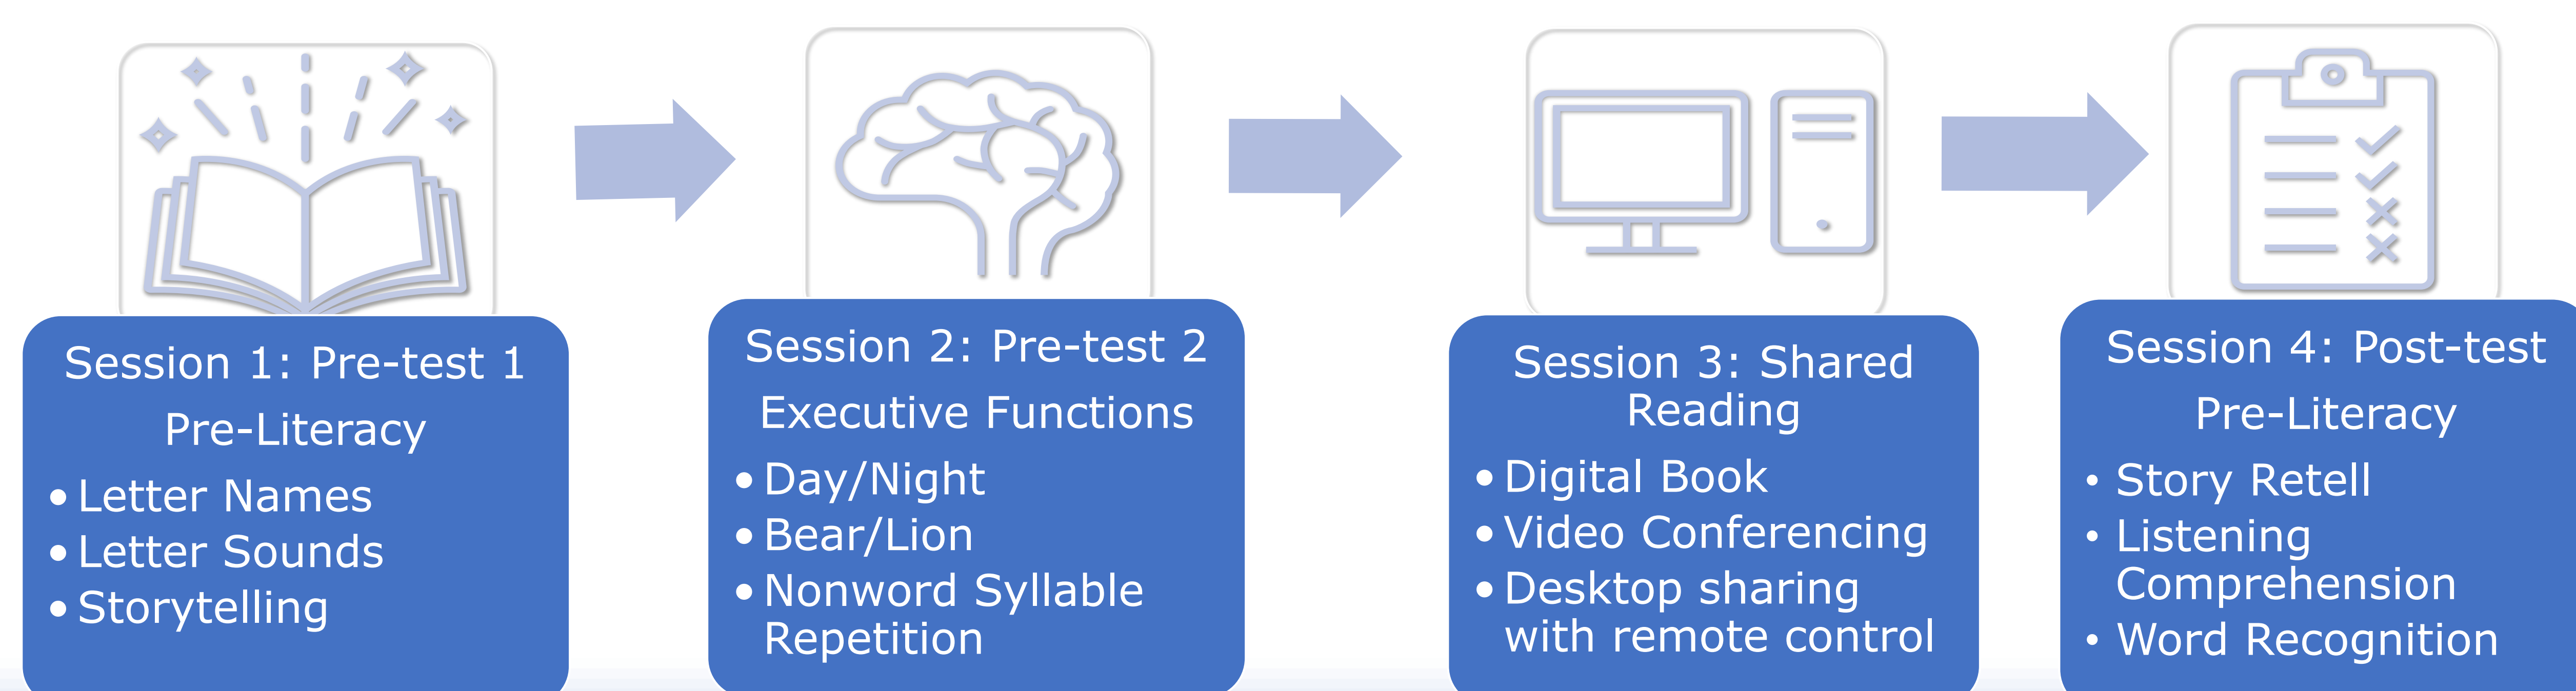 Session 1: Pre-test 1
Pre-Literacy
• Letter Names
• Letter Sounds
• Storytelling
Session 2: Pre-test 2
Executive Functions
• Day/Night
• Bear/Lion
• Nonword Syllable
Repetition
Session 3: Shared
Reading
• Digital Book
• Video Conferencing
• Desktop sharing
with remote control
Session 4: Post-test
Pre-Literacy
• Story Retell
• Listening
Comprehension
• Word Recognition